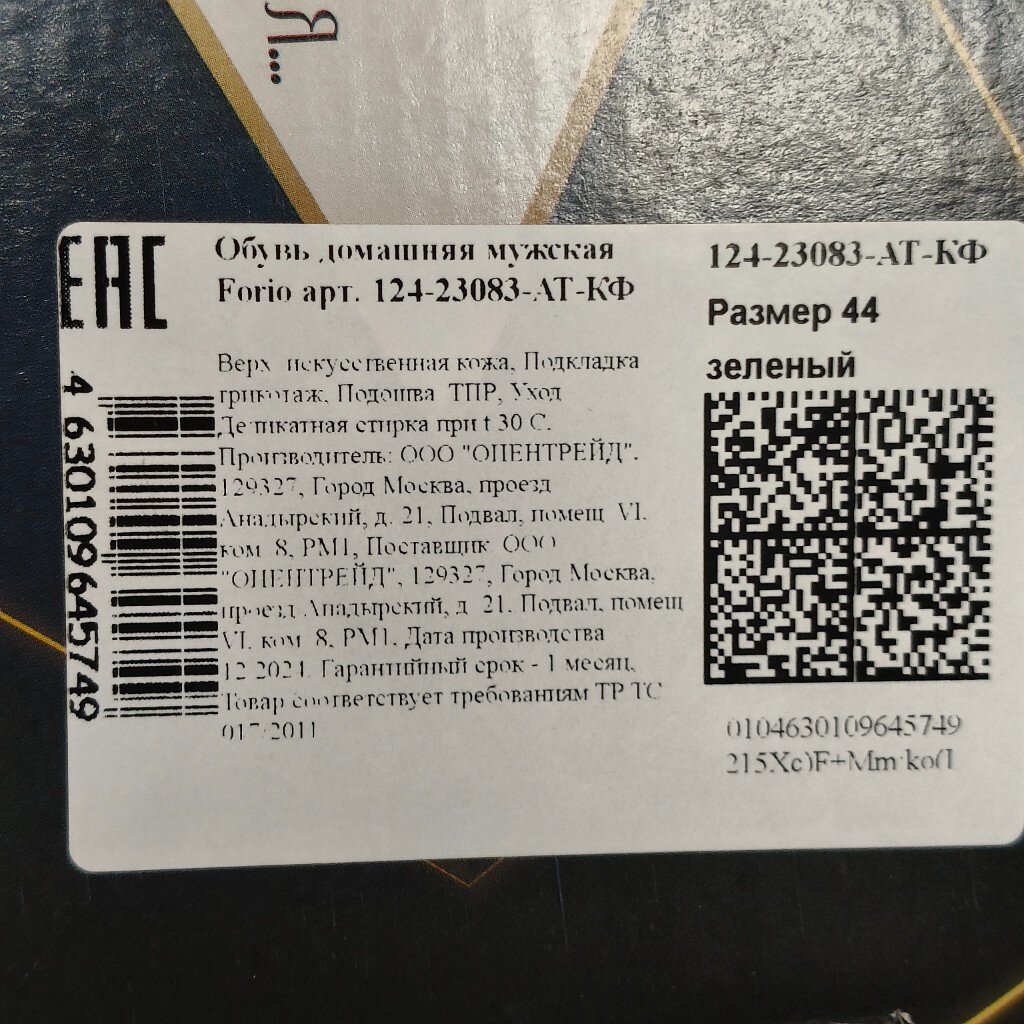 Я...
ЕАС
Обувь домашняя мужская
Forio арт. 124-23083-АТ-КФ
Верх искусственная кожа, Подкладка
трикотаж, Подошва ТПР, Уход
Деликатная стирка при t 30 С.
Производитель: ООО "ОПЕНТРЕЙД".
129327, Город Москва, проезд
Анадырский, д. 21, Подвал, помещ VI.
ком 8, РМ1, Поставщик ООО
"ОПЕНТРЕЙД", 129327, Город Москва,
проезд Анадырский, д 21. Подвал, помещ
VI. ком 8, РМ1, Дата производства
12.2024. Гарантийный срок - 1 месяц.
Товар соответствует требованиям ТР ТС
017/2011
4 630109 645749
124-23083-АТ-КФ
Размер 44
зеленый
0104630109645749